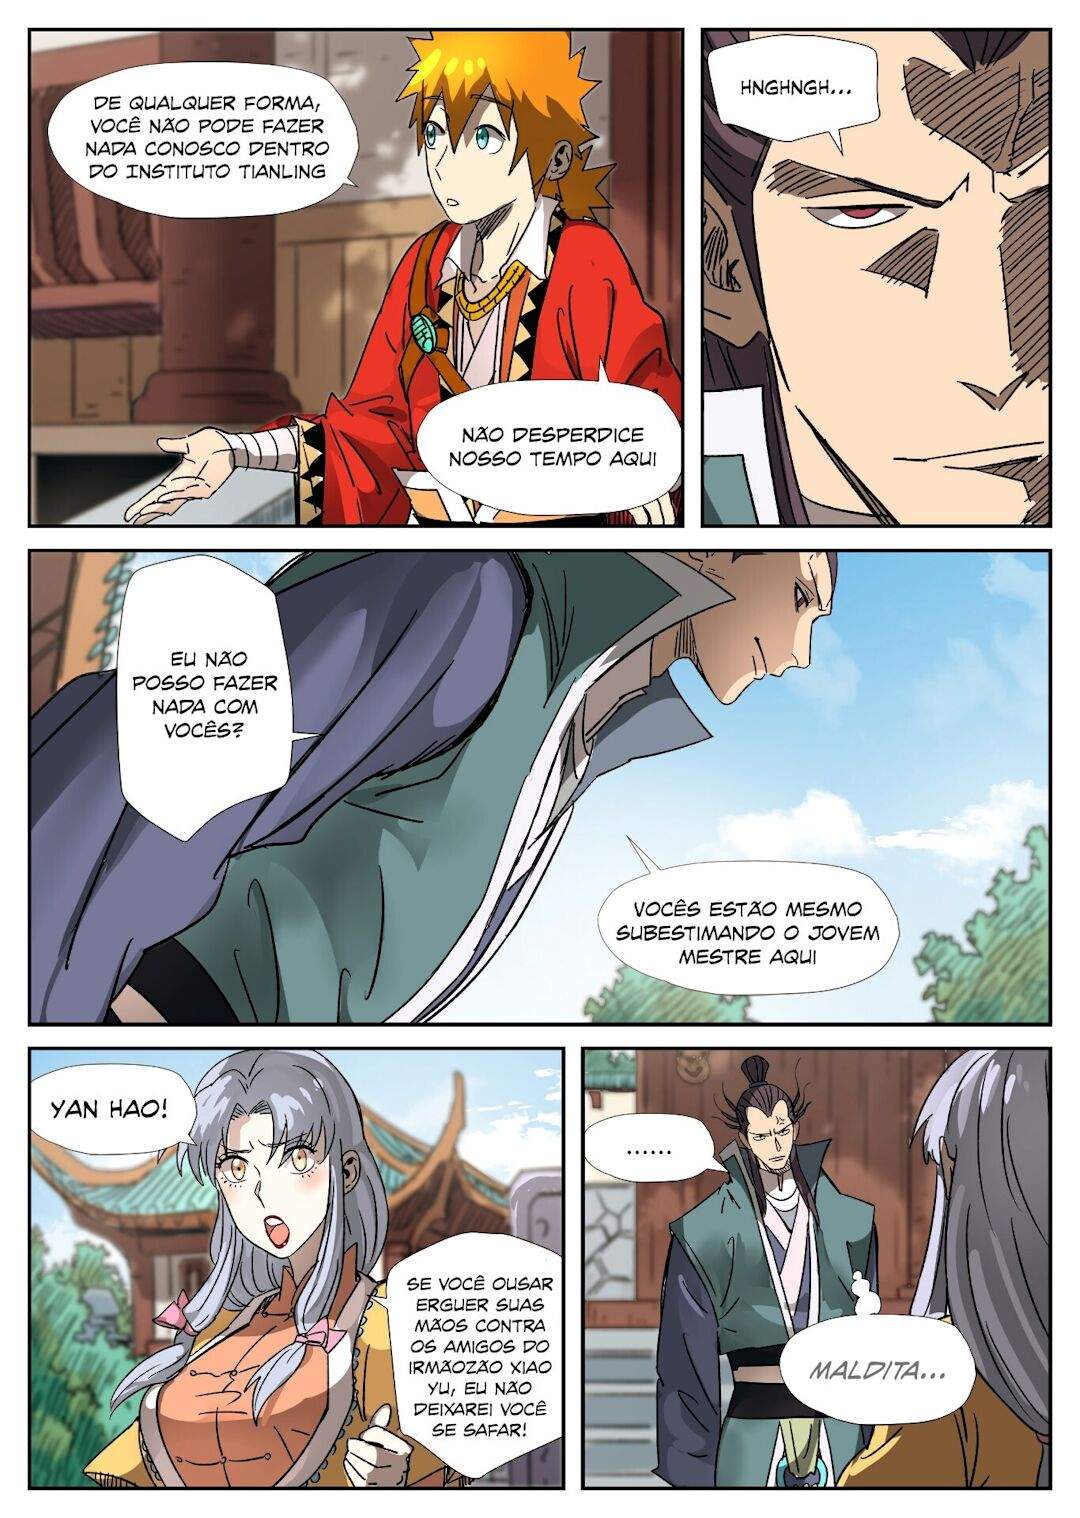 DE QUALQUER FORMA,
VOCÊ NÃO PODE FAZER
NADA CONOSCO DENTRO
DO INSTITUTO TIANLING
NÃO DESPERDICE
NOSSO TEMPO AQUI
HNGHNGH...
EU NÃO
POSSO FAZER
NADA COM
VOCÊS?
VOCÊS ESTÃO MESMO
SUBESTIMANDO O JOVEM
MESTRE AQUI
YAN HAO!
SE VOCÊ OUSAR
ERGUER SUAS
MÃOS CONTRA
OS AMIGOS DO
IRMÃOZÃO XIAO
YU, EU NÃO
DEIXAREI VOCÊ
SE SAFAR!
......
MALDITA...